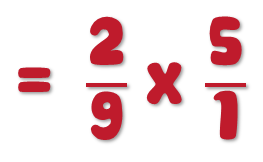 = 2/9 x 5/1